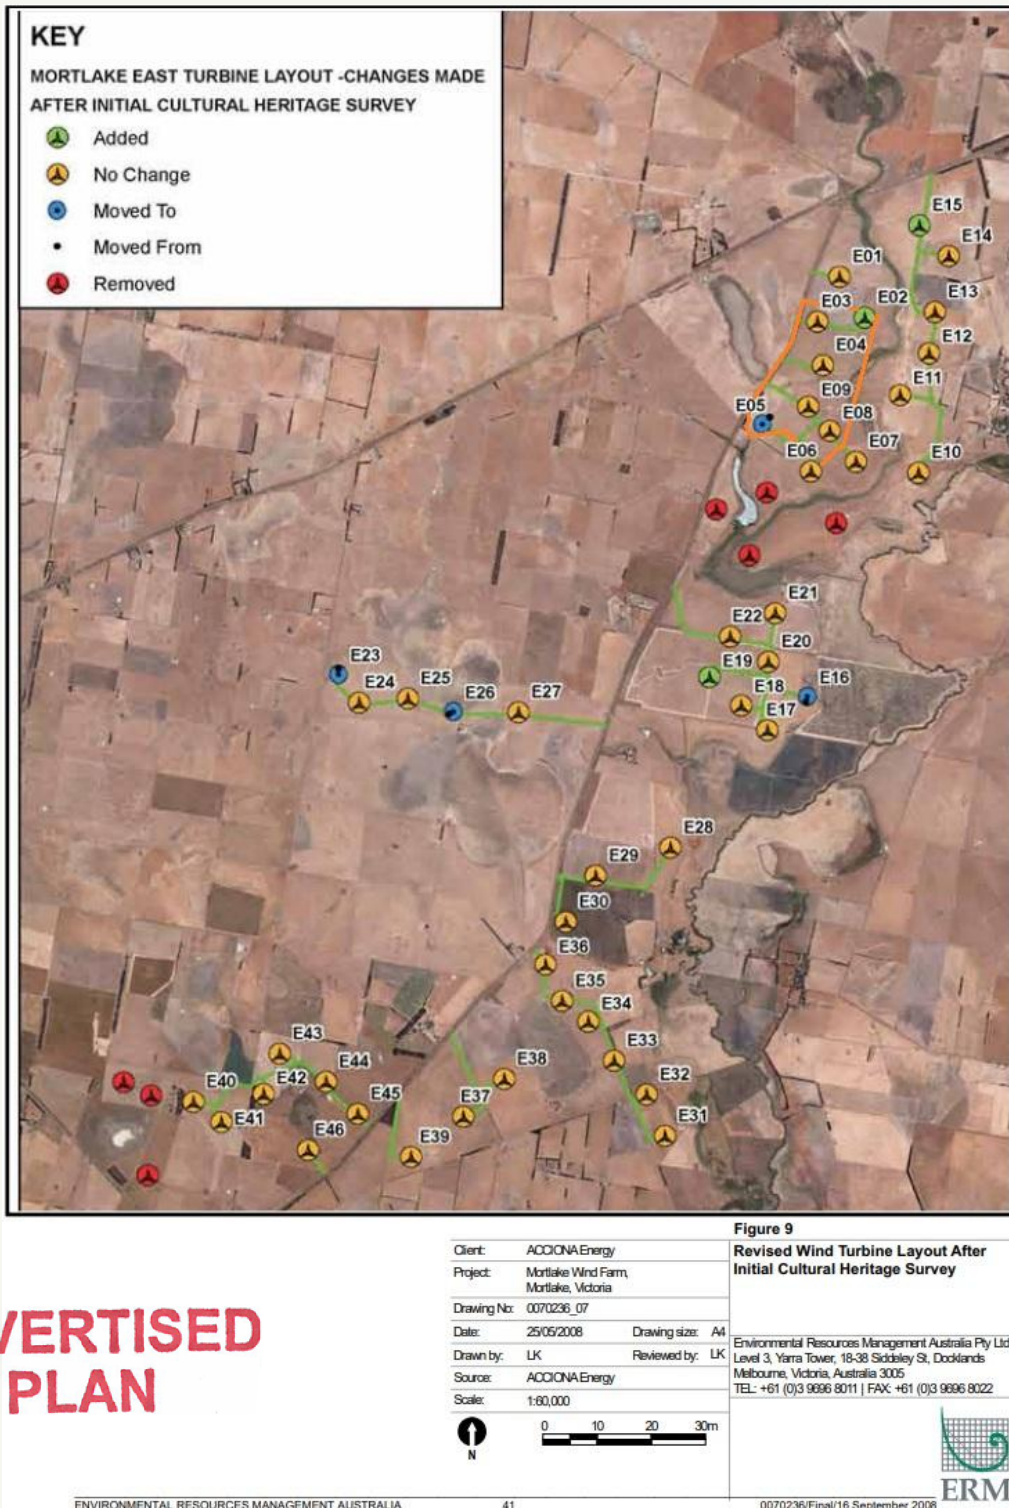 KEY
MORTLAKE EAST TURBINE LAYOUT -CHANGES MADE
AFTER INITIAL CULTURAL HERITAGE SURVEY
Added
No Change
Moved To
Moved From
Removed
E15
E14
E01
E13
E03
E02
E12
E04
E11
E09
E05
E08
E07
E06
E10
E21
E22
E20
E23
E19
E16
E25
E24
E18
E26
E27
E17
E28
E29
E30
E36
E35
E34
E43
E33
E38
E44
E40
E42
E32
E45
E37
E41
E31
E46
E39
Figure 9
Revised Wind Turbine Layout After
Initial Cultural Heritage Survey
Client: ACCIONA Energy
Project: Mortlake Wind Farm,
Mortlake, Victoria
Drawing No: 0070236_07
Date: 25/05/2008 Drawing size: A4
Drawn by: LK Reviewed by: LK
Source: ACCIONA Energy
Scale: 1:60,000
0 10 20 30m
N
Environmental Resources Management Australia Py Ltd
Level 3, Yarra Tower, 18-38 Siddeley St, Docklands
Melbourne, Victoria, Australia 3005
TEL: +61 (0)3 9696 8011 | FAX: +61 (0)3 9696 8022
VERTISED
PLAN
ERM
ENVIRONMENTAL RESOURCES MANAGEMENT AUSTRALIA 41 0070236/Final/16 September 2008